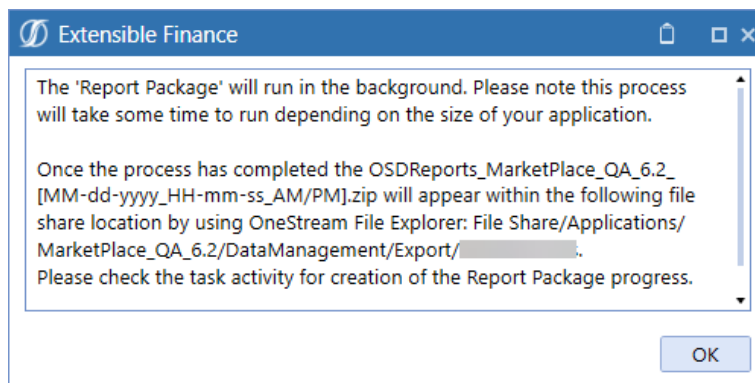 Extensible Finance
The 'Report Package' will run in the background. Please note this process
will take some time to run depending on the size of your application.
Once the process has completed the OSDReports_MarketPlace_QA_6.2_
[MM-dd-yyyy_HH-mm-ss_AM/PM].zip will appear within the following file
share location by using OneStream File Explorer: File Share/Applications/
MarketPlace_QA_6.2/DataManagement/Export/
Please check the task activity for creation of the Report Package progress.
OK